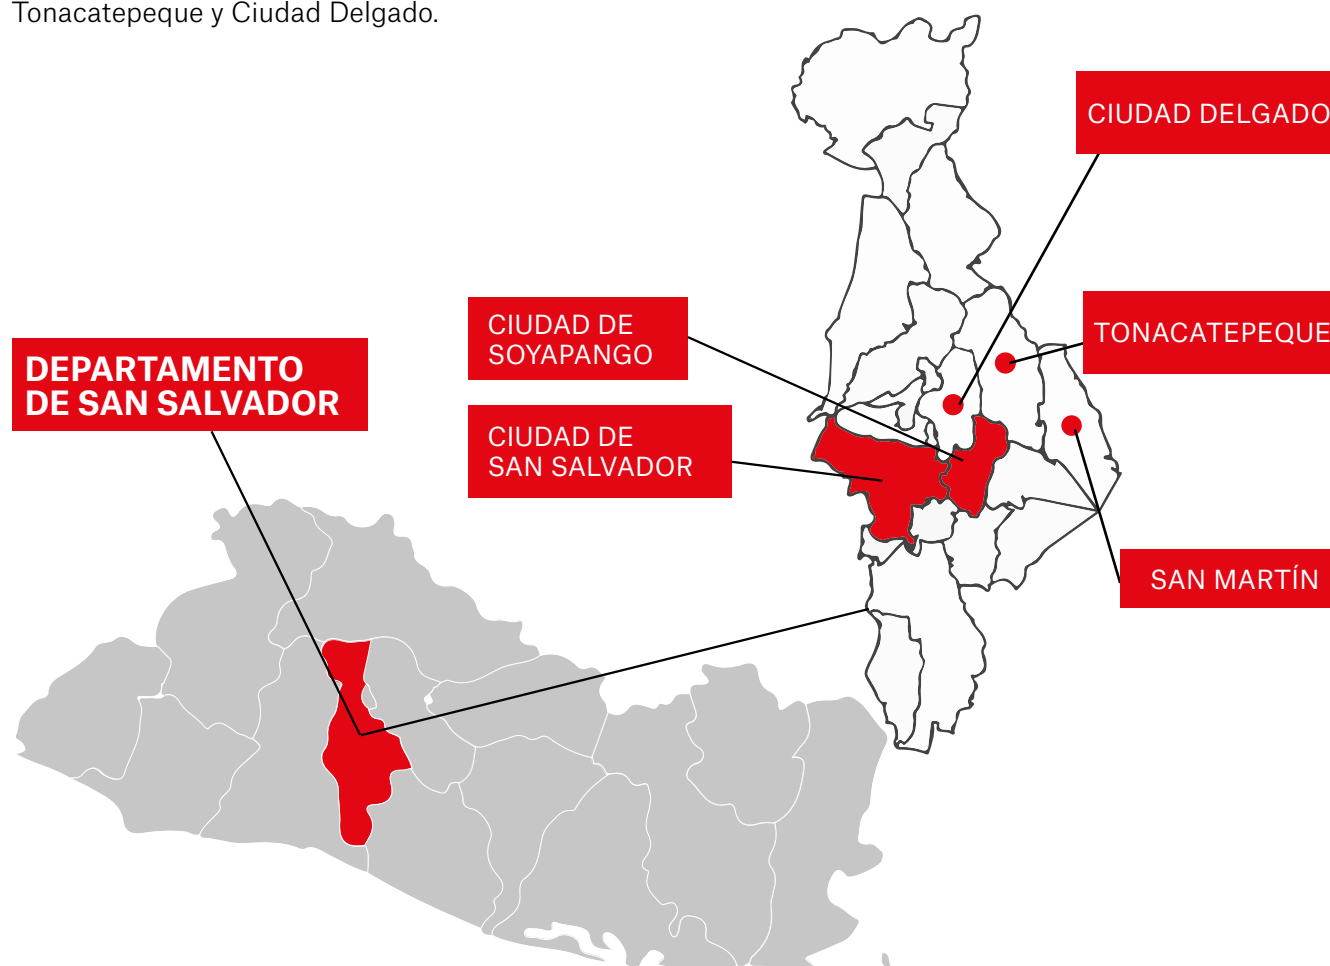 Tonacatepeque y Ciudad Delgado.
CIUDAD DELGADO
TONACATEPEQUE
CIUDAD DE
SOYAPANGO
DEPARTAMENTO
DE SAN SALVADOR
CIUDAD DE
SAN SALVADOR
SAN MARTÍN